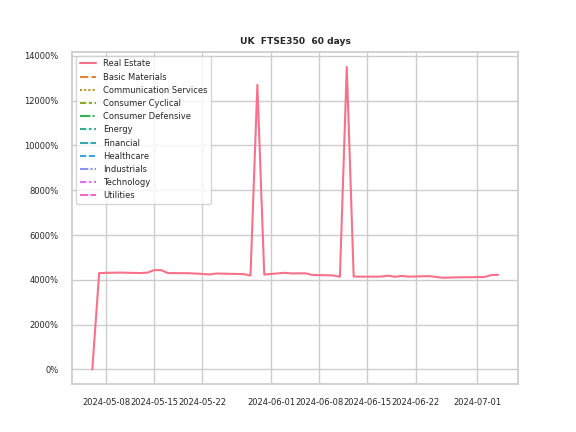 UK FTSE350 60 days
14000%
12000%
10000%
8000%
6000%
4000%
2000%
0%
Real Estate
Basic Materials
Communication Services
Consumer Cyclical
Consumer Defensive
Energy
Financial
Healthcare
Industrials
Technology
Utilities
2024-05-08 2024-05-15 2024-05-22 2024-06-01 2024-06-08 2024-06-15 2024-06-22 2024-07-01